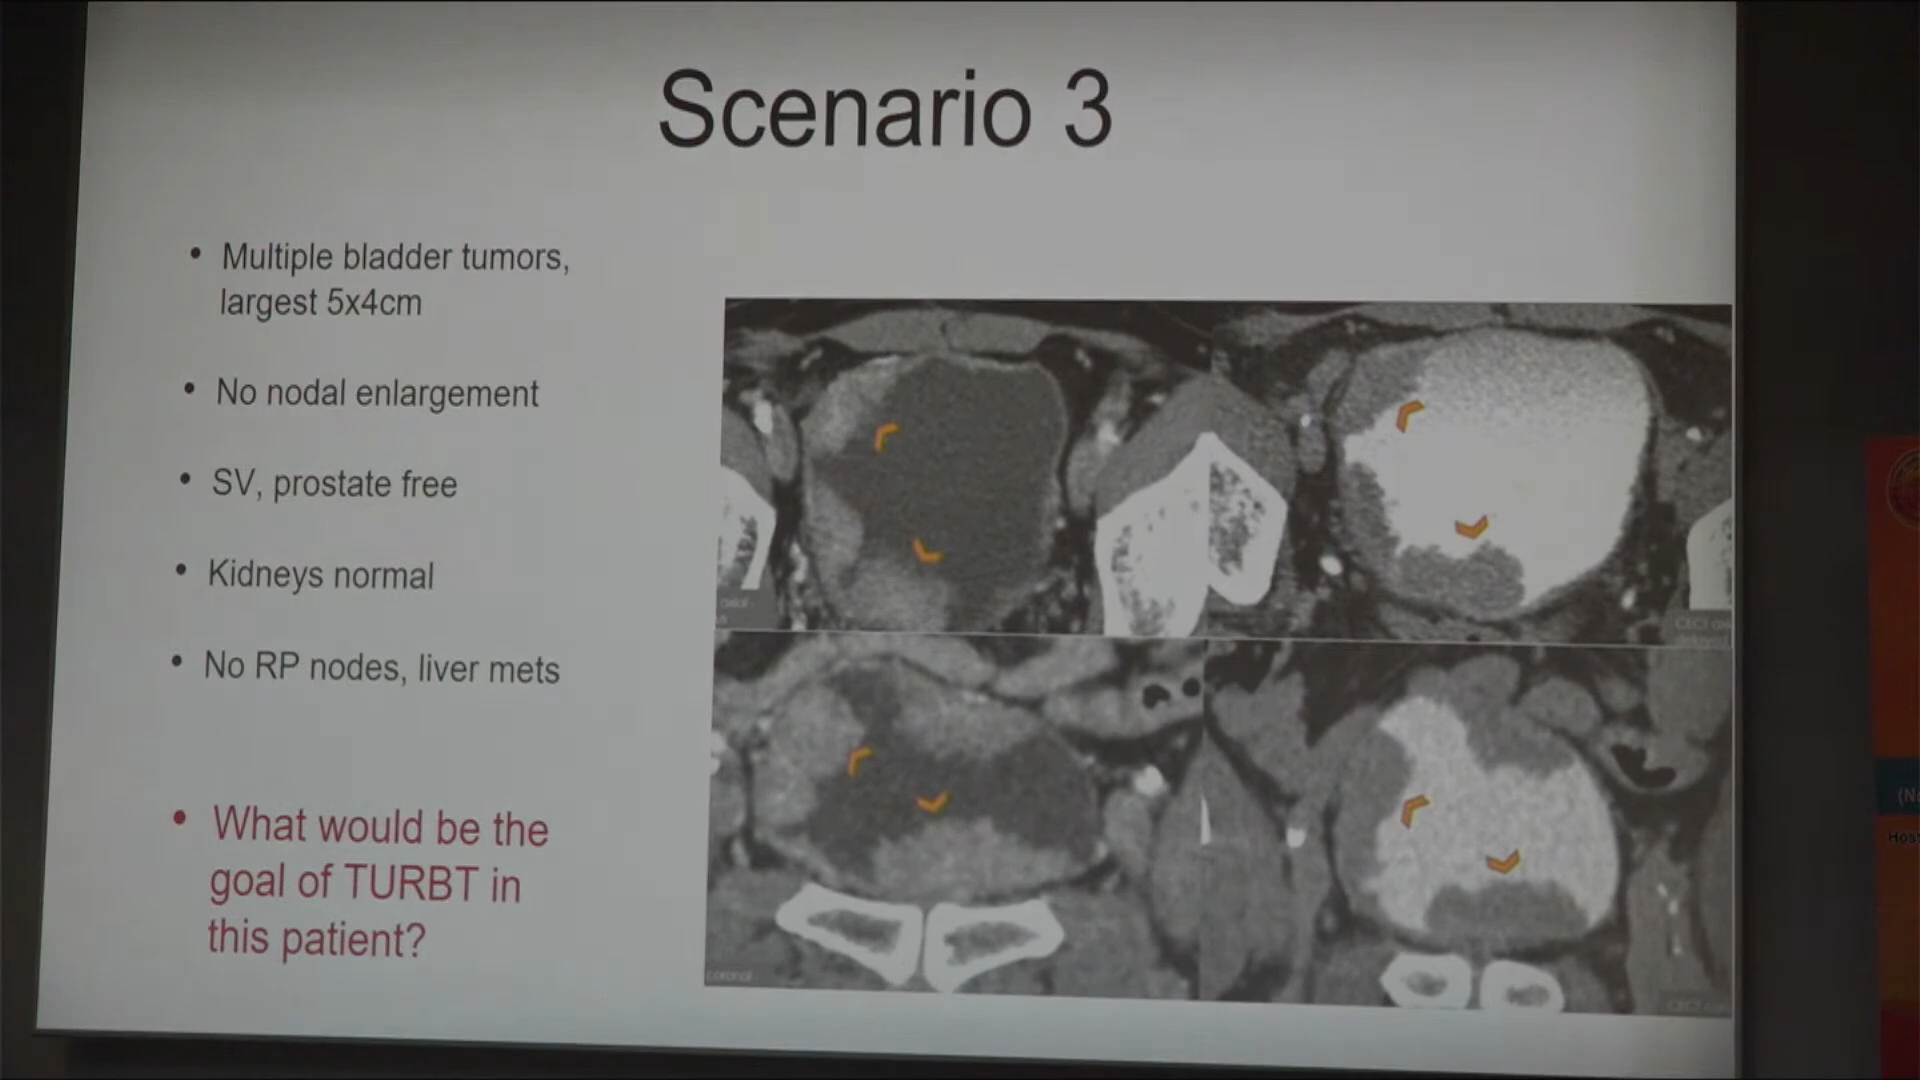 Scenario 3
• Multiple bladder tumors,
largest 5x4cm
• No nodal enlargement
• SV, prostate free
• Kidneys normal
• No RP nodes, liver mets
• What would be the
goal of TURBT in
this patient?
coronal